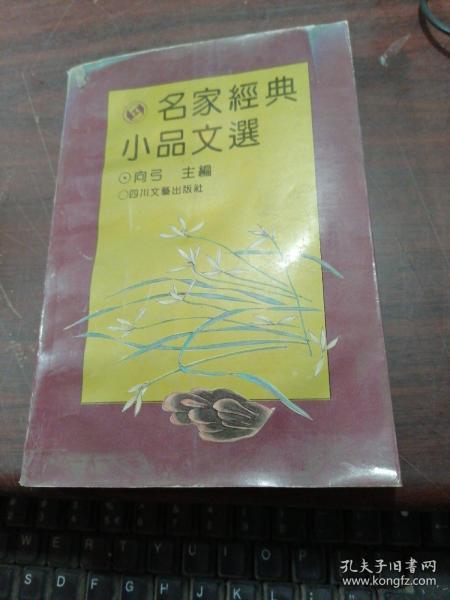 名家經典
小品文選
向弓 主編
四川文藝出版社
W E R T Y U I O P
S D F G H J K L
孔夫子旧书网
www.kongfz.com